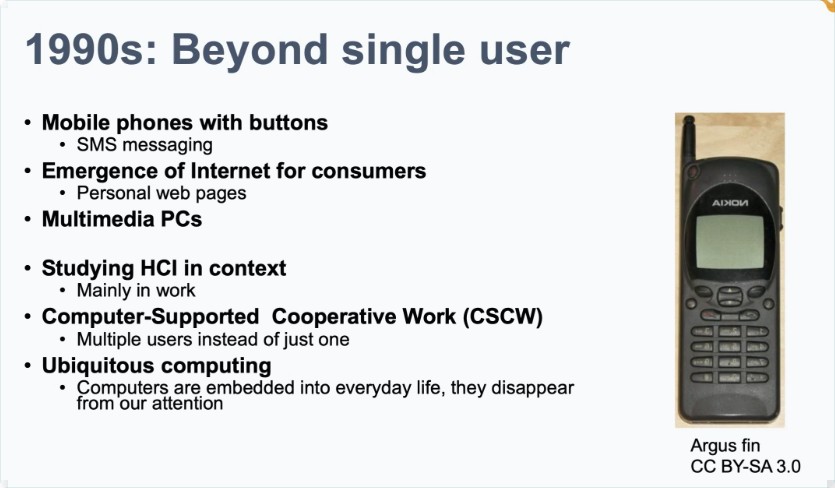 1990s: Beyond single user
• Mobile phones with buttons
• SMS messaging
• Emergence of Internet for consumers
• Personal web pages
• Multimedia PCs
• Studying HCI in context
• Mainly in work
• Computer-Supported Cooperative Work (CSCW)
• Multiple users instead of just one
• Ubiquitous computing
• Computers are embedded into everyday life, they disappear
from our attention
NOKIA
Argus fin
CC BY-SA 3.0